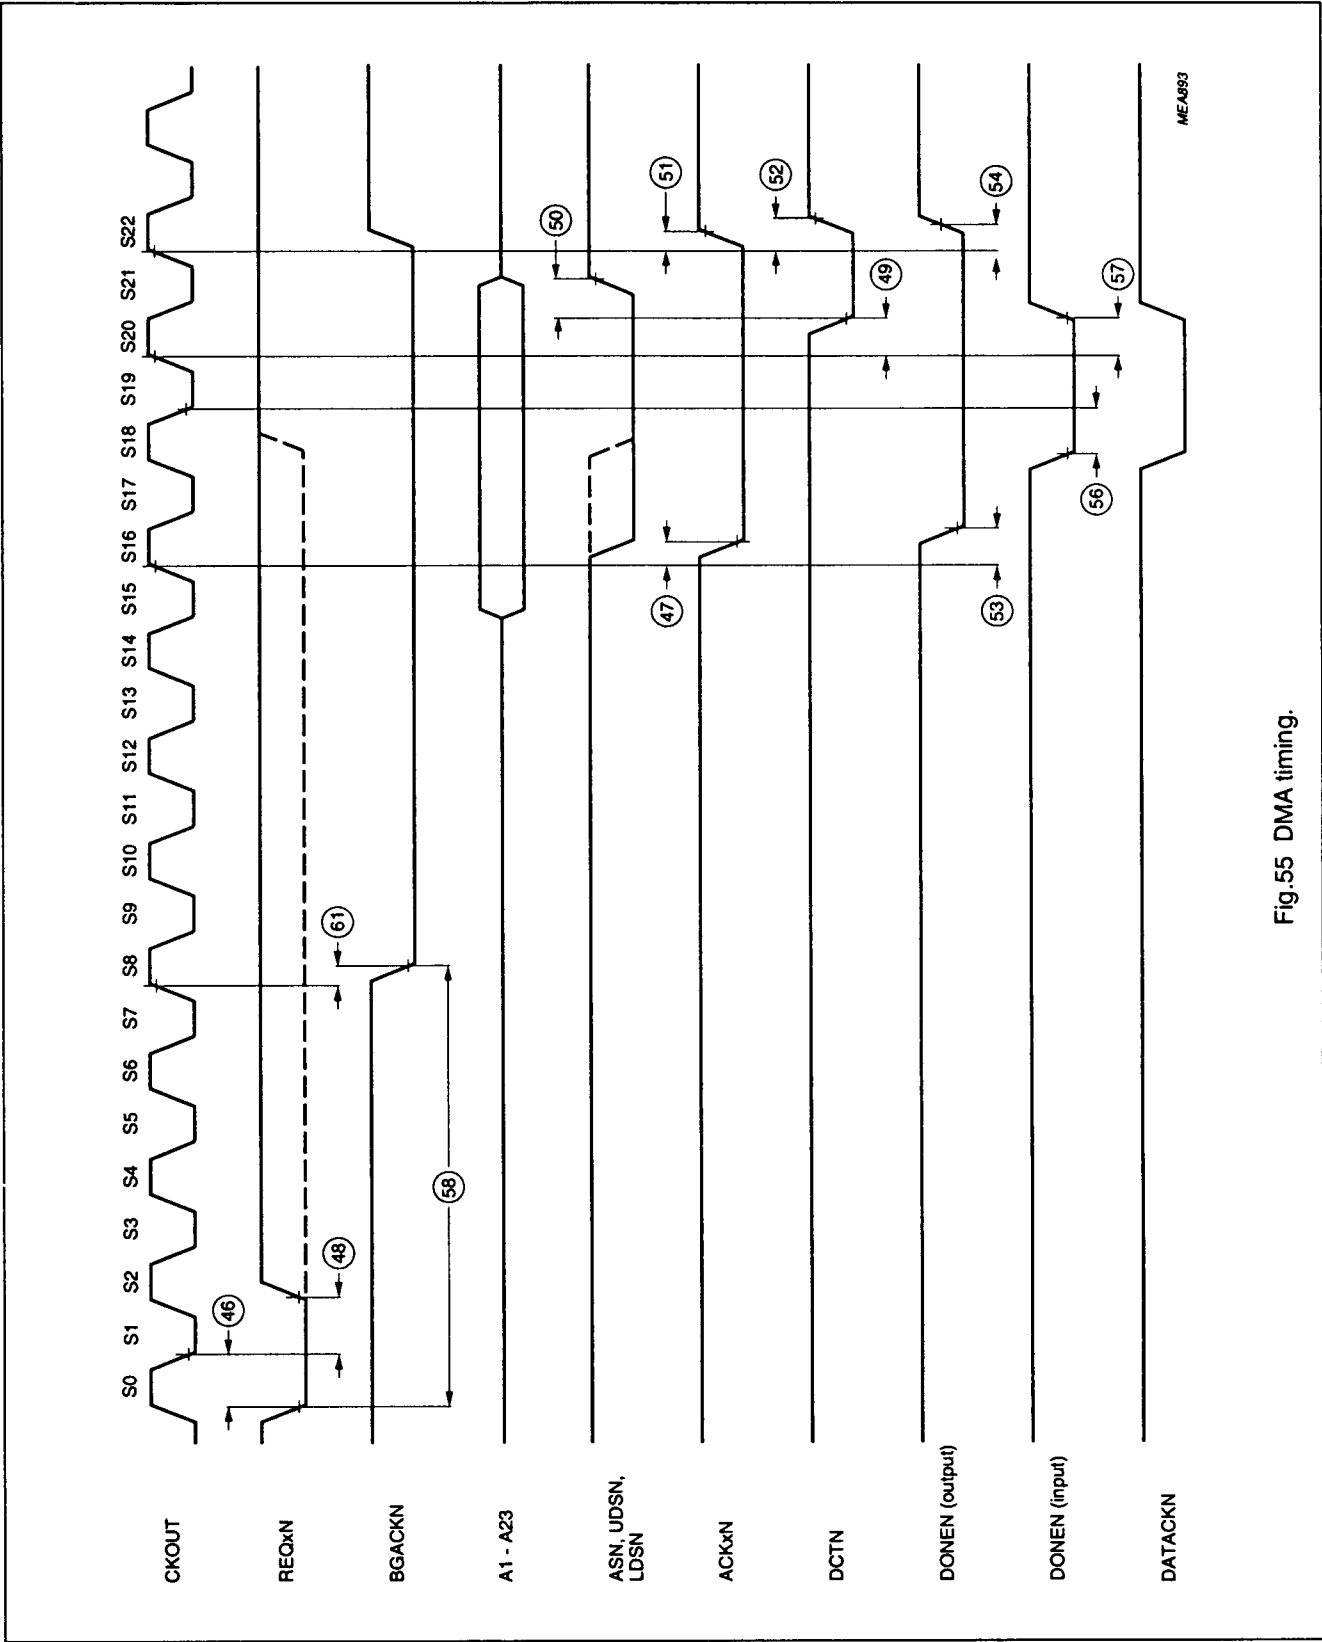 S0 S1 S2 S3 S4 S5 S6 S7 S8 S9 S10 S11 S12 S13 S14 S15 S16 S17 S18 S19 S20 S21 S22
CKOUT
46
REQxN
48
61
BGACKN
58
A1 - A23
50
ASN, UDSN,
LDSN
47
51
ACKxN
52
DCTN
49
DONEN (output)
53
54
DONEN (input)
56
57
DATACKN
MEA893
Fig.55 DMA timing.